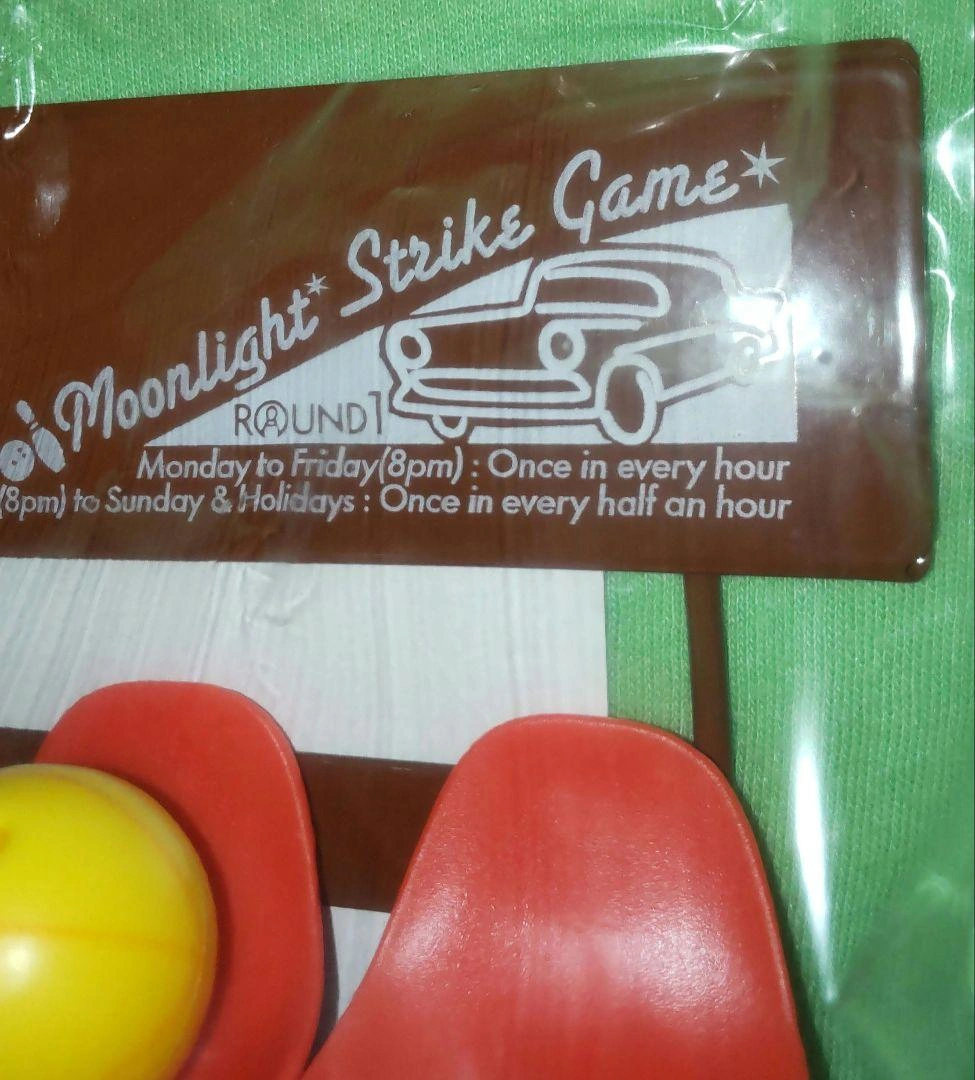 Moonlight* Strike Game*
ROUND1
Monday to Friday(8pm) : Once in every hour
(8pm) to Sunday & Holidays : Once in every half an hour